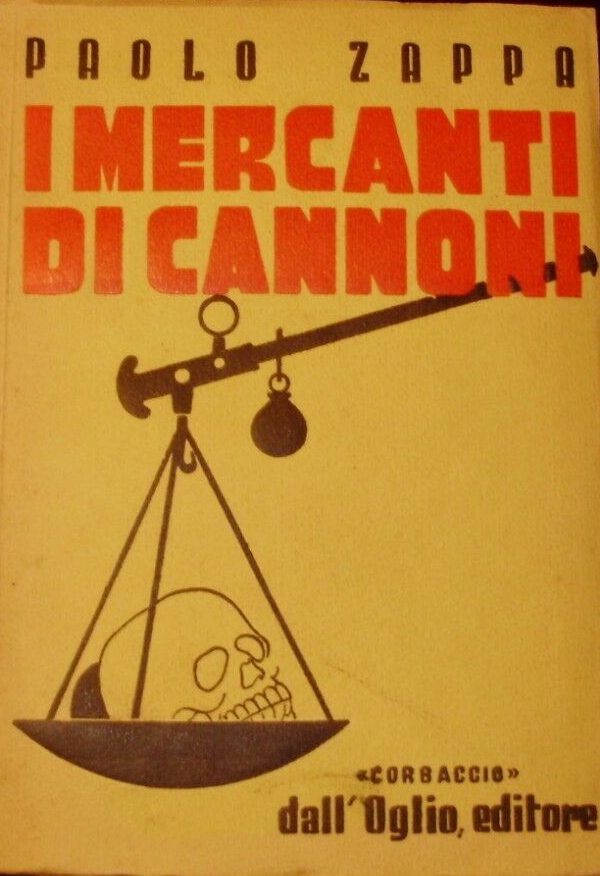 PAOLO ZAPPA
I MERCANTI
DI CANNONI
«CORBACCIO»
dall'Oglio, editore